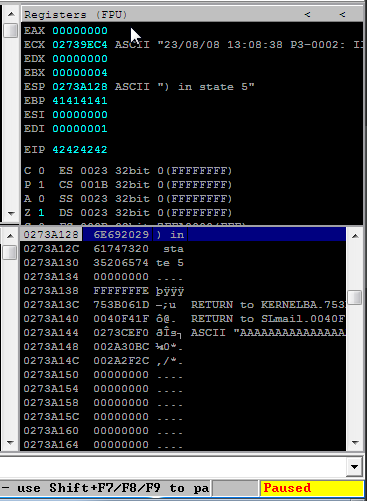 Registers (FPU) < <
EAX 00000000
ECX 02739EC4 ASCII "23/08/08 13:08:38 P3-0002: I
EDX 00000000
EBX 00000004
ESP 0273A128 ASCII ") in state 5"
EBP 41414141
ESI 00000000
EDI 00000001
EIP 42424242
C 0 ES 0023 32bit 0(FFFFFFFF)
P 1 CS 001B 32bit 0(FFFFFFFF)
A 0 SS 0023 32bit 0(FFFFFFFF)
Z 1 DS 0023 32bit 0(FFFFFFFF)
0273A128 6E692029 ) in
0273A12C 61747320 sta
0273A130 35206574 te 5
0273A134 00000000 ....
0273A138 FFFFFFFE þÿÿÿ
0273A13C 753B061D -;u RETURN to KERNELBA.753
0273A140 0040F41F ô@. RETURN to SLmail.0040F
0273A144 0273CEF0 ASCII "AAAAAAAAAAAAAAAA
0273A148 002A30BC ¼0*.
0273A14C 002A2F2C ,/*.
0273A150 00000000 ....
0273A154 00000000 ....
0273A158 00000000 ....
0273A15C 00000000 ....
0273A160 00000000 ....
0273A164 00000000 ....
- use Shift+F7/F8/F9 to pa Paused